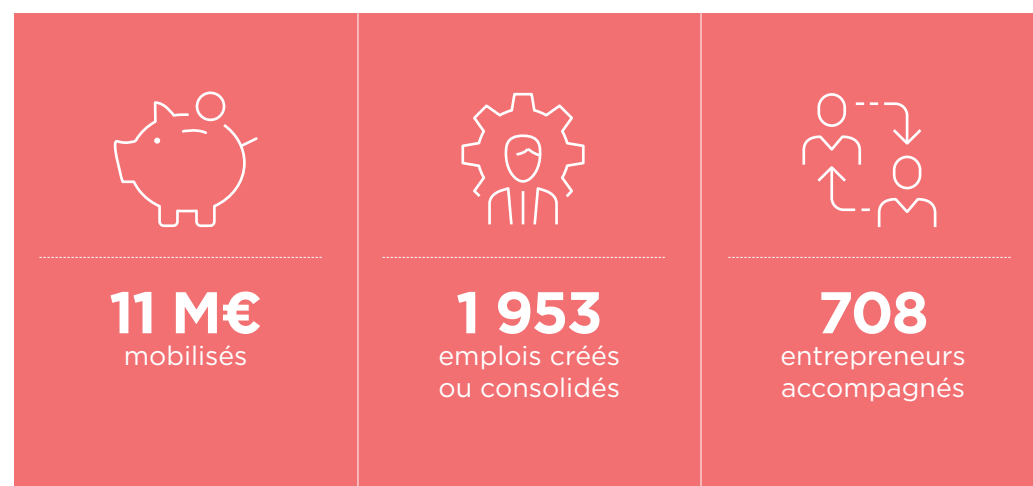 11 M€
mobilisés
1 953
emplois créés
ou consolidés
708
entrepreneurs
accompagnés